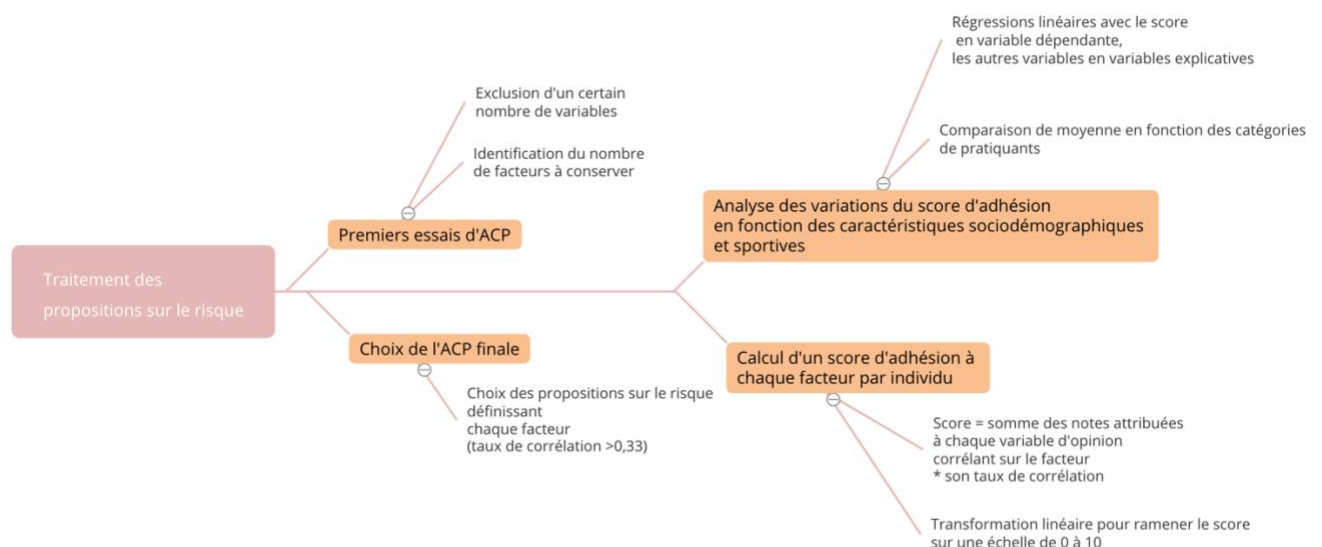 Traitement des
propositions sur le risque
Premiers essais d'ACP
Exclusion d'un certain
nombre de variables
Identification du nombre
de facteurs à conserver
Choix de l'ACP finale
Choix des propositions sur le risque
définissant
chaque facteur
(taux de corrélation >0,33)
Analyse des variations du score d'adhésion
en fonction des caractéristiques sociodémographiques
et sportives
Régressions linéaires avec le score
en variable dépendante,
les autres variables en variables explicatives
Comparaison de moyenne en fonction des catégories
de pratiquants
Calcul d'un score d'adhésion à
chaque facteur par individu
Score = somme des notes attribuées
à chaque variable d'opinion
corrélant sur le facteur
* son taux de corrélation
Transformation linéaire pour ramener le score
sur une échelle de 0 à 10